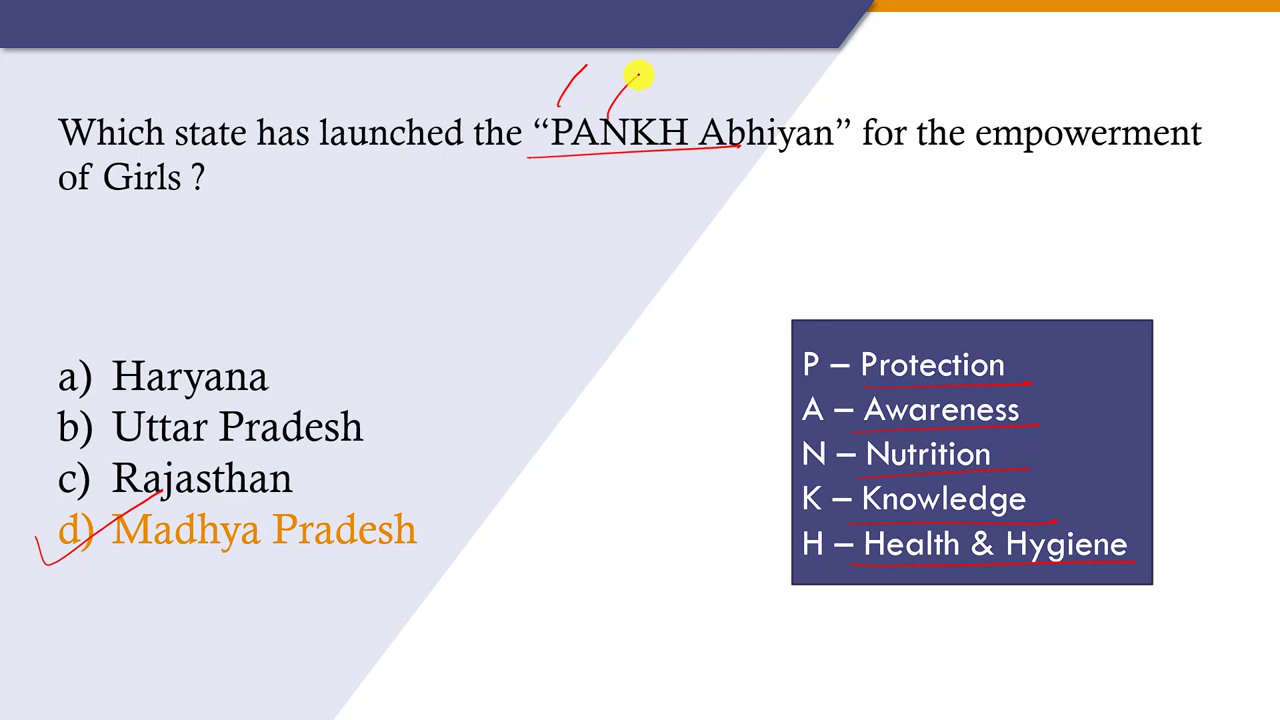 Which state has launched the “PANKH Abhiyan” for the empowerment
of Girls ?
a) Haryana
b) Uttar Pradesh
c) Rajasthan
d) Madhya Pradesh
P – Protection
A – Awareness
N – Nutrition
K – Knowledge
H – Health & Hygiene